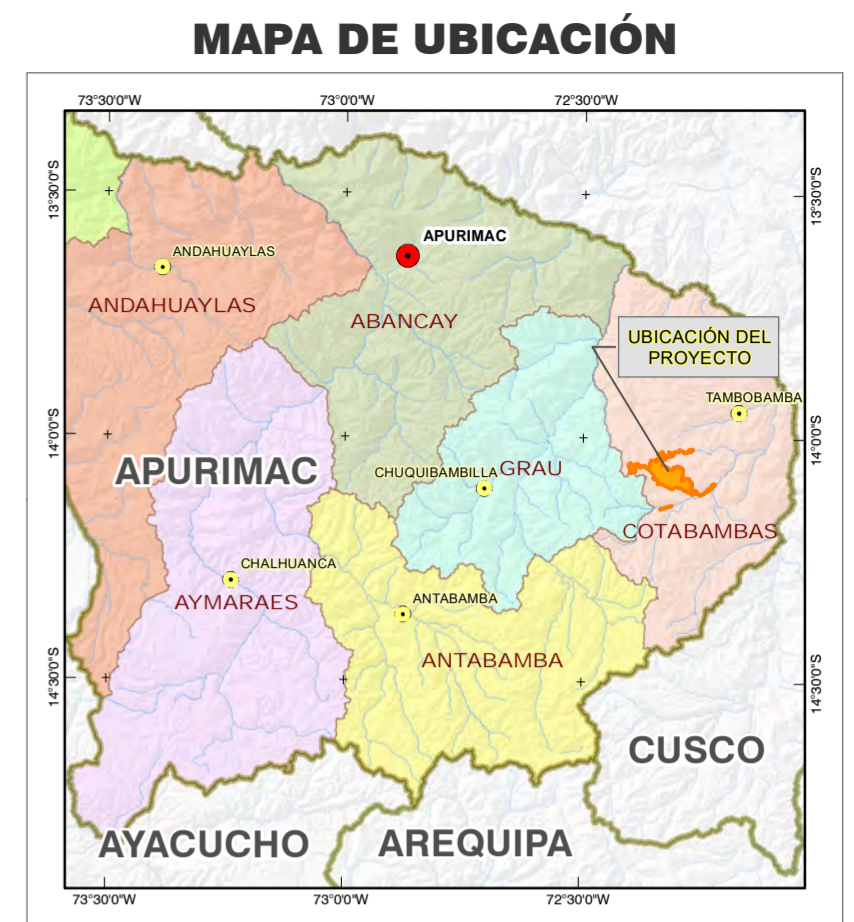 MAPA DE UBICACIÓN
73°30'0"W 73°0'0"W 72°30'0"W
13°30'0"S 13°30'0"S
APURIMAC
ANDAHUAYLAS
ANDAHUAYLAS
ABANCAY
UBICACIÓN DEL
PROYECTO
TAMBOBAMBA
14°0'0"S 14°0'0"S
APURIMAC
CHUQUIBAMBILLA GRAU
COTABAMBAS
CHALHUANCA
AYMARAES
ANTABAMBA
ANTABAMBA
14°30'0"S 14°30'0"S
CUSCO
AYACUCHO AREQUIPA
73°30'0"W 73°0'0"W 72°30'0"W